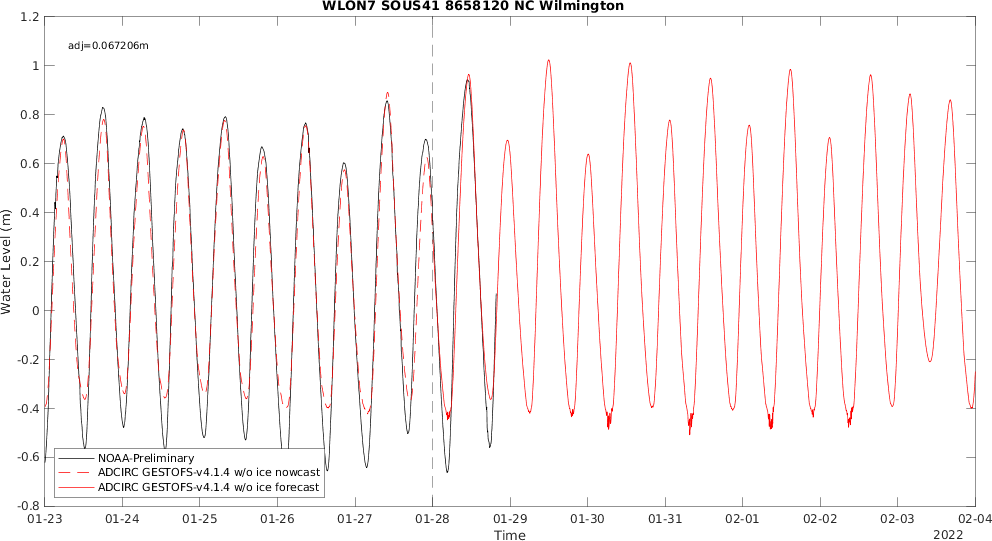 WLON7 SOUS41 8658120 NC Wilmington
adj=0.067206m
1.2
1
0.8
0.6
0.4
0.2
0
-0.2
-0.4
-0.6
-0.8
Water Level (m)
NOAA-Preliminary
ADCIRC GESTOFS-v4.1.4 w/o ice nowcast
ADCIRC GESTOFS-v4.1.4 w/o ice forecast
01-23 01-24 01-25 01-26 01-27 01-28 01-29 01-30 01-31 02-01 02-02 02-03 02-04
Time
2022